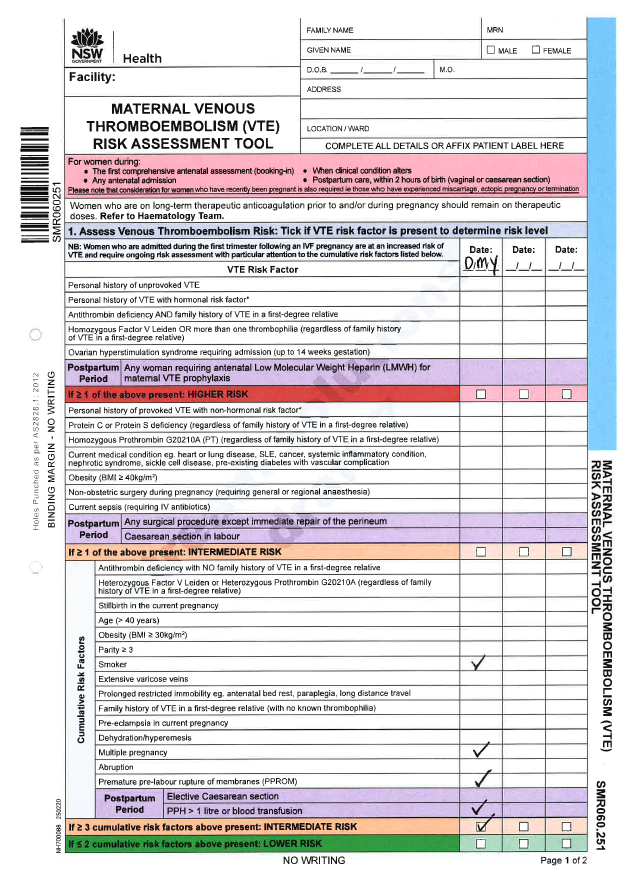 FAMILY NAME
MRN
GIVEN NAME
☐ MALE ☐ FEMALE
D.O.B. ______ / ______ / ______
M.O.
ADDRESS
LOCATION / WARD
COMPLETE ALL DETAILS OR AFFIX PATIENT LABEL HERE
NSW
GOVERNMENT
Health
Facility:
MATERNAL VENOUS
THROMBOEMBOLISM (VTE)
RISK ASSESSMENT TOOL
For women during:
• The first comprehensive antenatal assessment (booking-in)
• When clinical condition alters
• Any antenatal admission
• Postpartum care, within 2 hours of birth (vaginal or caesarean section)
Please note that consideration for women who have recently been pregnant is also required ie those who have experienced miscarriage, ectopic pregnancy or termination
Women who are on long-term therapeutic anticoagulation prior to and/or during pregnancy should remain on therapeutic
doses. Refer to Haematology Team.
1. Assess Venous Thromboembolism Risk: Tick if VTE risk factor is present to determine risk level
NB: Women who are admitted during the first trimester following an IVF pregnancy are at an increased risk of
VTE and require ongoing risk assessment with particular attention to the cumulative risk factors listed below.
VTE Risk Factor
Date: Date: Date:
D/M/Y __/__/__ __/__/__
Personal history of unprovoked VTE
Personal history of VTE with hormonal risk factor*
Antithrombin deficiency AND family history of VTE in a first-degree relative
Homozygous Factor V Leiden OR more than one thrombophilia (regardless of family history
of VTE in a first-degree relative)
Ovarian hyperstimulation syndrome requiring admission (up to 14 weeks gestation)
Postpartum
Period
Any woman requiring antenatal Low Molecular Weight Heparin (LMWH) for
maternal VTE prophylaxis
If ≥ 1 of the above present: HIGHER RISK ☐ ☐ ☐
Personal history of provoked VTE with non-hormonal risk factor*
Protein C or Protein S deficiency (regardless of family history of VTE in a first-degree relative)
Homozygous Prothrombin G20210A (PT) (regardless of family history of VTE in a first-degree relative)
Current medical condition eg. heart or lung disease, SLE, cancer, systemic inflammatory condition,
nephrotic syndrome, sickle cell disease, pre-existing diabetes with vascular complication
Obesity (BMI ≥ 40kg/m²)
Non-obstetric surgery during pregnancy (requiring general or regional anaesthesia)
Current sepsis (requiring IV antibiotics)
Postpartum
Period
Any surgical procedure except immediate repair of the perineum
Caesarean section in labour
If ≥ 1 of the above present: INTERMEDIATE RISK ☐ ☐ ☐
Cumulative Risk Factors
Antithrombin deficiency with NO family history of VTE in a first-degree relative
Heterozygous Factor V Leiden or Heterozygous Prothrombin G20210A (regardless of family
history of VTE in a first-degree relative)
Stillbirth in the current pregnancy
Age (> 40 years)
Obesity (BMI ≥ 30kg/m²)
Parity ≥ 3
Smoker ✓
Extensive varicose veins
Prolonged restricted immobility eg. antenatal bed rest, paraplegia, long distance travel
Family history of VTE in a first-degree relative (with no known thrombophilia)
Pre-eclampsia in current pregnancy
Dehydration/hyperemesis
Multiple pregnancy ✓
Abruption
Premature pre-labour rupture of membranes (PPROM) ✓
Postpartum
Period
Elective Caesarean section
PPH > 1 litre or blood transfusion ✓
If ≥ 3 cumulative risk factors above present: INTERMEDIATE RISK ☑ ☐ ☐
If ≤ 2 cumulative risk factors above present: LOWER RISK ☐ ☐ ☐
NO WRITING
Page 1 of 2
SMR060251
Holes Punched as per AS2828.1: 2012
BINDING MARGIN - NO WRITING
MATERNAL VENOUS THROMBOEMBOLISM (VTE)
RISK ASSESSMENT TOOL
SMR060.251